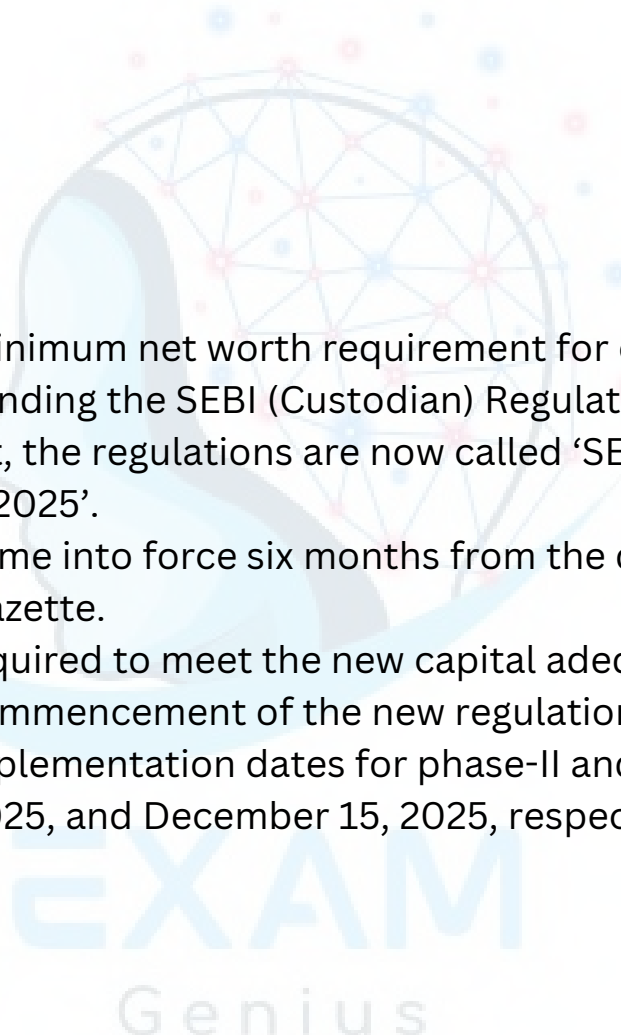 inimum net worth requirement for
nding the SEBI (Custodian) Regulat
, the regulations are now called ‘SE
2025’.
me into force six months from the
azette.
quired to meet the new capital adeq
mmencement of the new regulation
plementation dates for phase-II and
025, and December 15, 2025, respec
EXAM
Genius